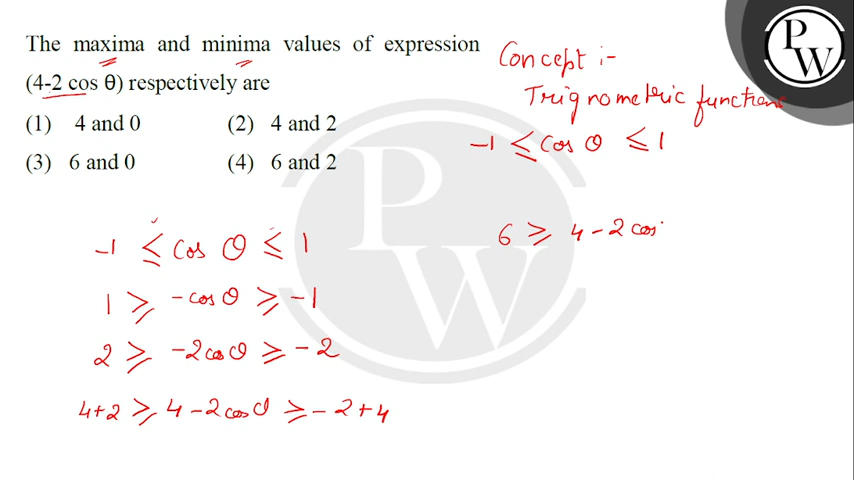 The maxima and minima values of expression
(4-2 cos θ) respectively are
(1) 4 and 0 (2) 4 and 2
(3) 6 and 0 (4) 6 and 2
Concept :-
Trignometric functions
-1 ≤ cos θ ≤ 1
-1 ≤ cos θ ≤ 1
1 ≥ -cos θ ≥ -1
2 ≥ -2cos θ ≥ -2
4+2 ≥ 4-2cos θ ≥ -2+4
6 ≥ 4-2 cos
P
W
P
W